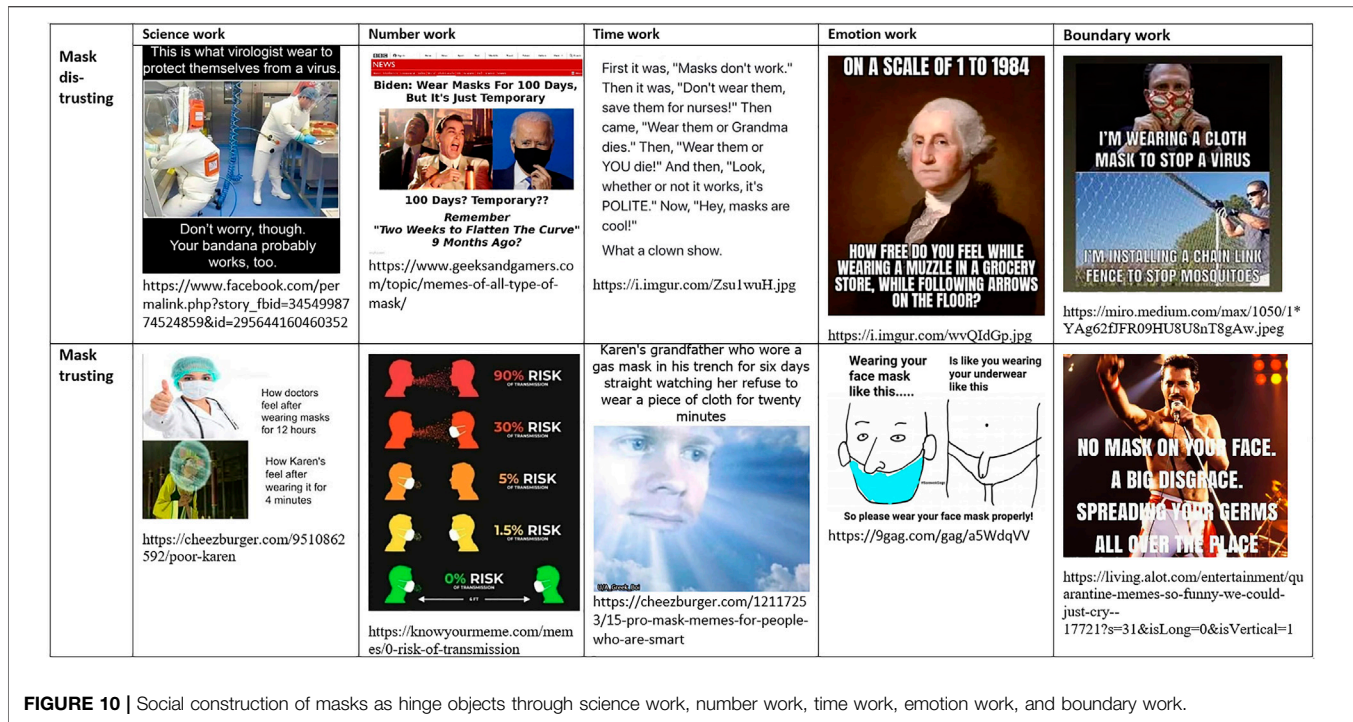 Science work
Number work
Time work
Emotion work
Boundary work
Mask
dis-
trusting
This is what virologist wear to
protect themselves from a virus.
Don't worry, though.
Your bandana probably
works, too.
https://www.facebook.com/per
malink.php?story_fbid=34549987
74524859&id=295644160460352
BBC
NEWS
Biden: Wear Masks For 100 Days,
But It's Just Temporary
100 Days? Temporary??
Remember
"Two Weeks to Flatten The Curve"
9 Months Ago?
https://www.geeksandgamers.co
m/topic/memes-of-all-type-of-
mask/
First it was, "Masks don't work."
Then it was, "Don't wear them,
save them for nurses!" Then
came, "Wear them or Grandma
dies." Then, "Wear them or
YOU die!" And then, "Look,
whether or not it works, it's
POLITE." Now, "Hey, masks are
cool!"
What a clown show.
https://i.imgur.com/Zsu1wuH.jpg
ON A SCALE OF 1 TO 1984
HOW FREE DO YOU FEEL WHILE
WEARING A MUZZLE IN A GROCERY
STORE, WHILE FOLLOWING ARROWS
ON THE FLOOR?
https://i.imgur.com/wvQIdGp.jpg
I'M WEARING A CLOTH
MASK TO STOP A VIRUS
I'M INSTALLING A CHAIN LINK
FENCE TO STOP MOSQUITOES
https://miro.medium.com/max/1050/1*
YAg62fJFR09HU8U8nT8gAw.jpeg
Mask
trusting
How doctors
feel after
wearing masks
for 12 hours
How Karen's
feel after
wearing it for
4 minutes
https://cheezburger.com/9510862
592/poor-karen
90% RISK
OF TRANSMISSION
30% RISK
OF TRANSMISSION
5% RISK
OF TRANSMISSION
1.5% RISK
OF TRANSMISSION
0% RISK
OF TRANSMISSION
6 FT
https://knowyourmeme.com/mem
es/0-risk-of-transmission
Karen's grandfather who wore a
gas mask in his trench for six days
straight watching her refuse to
wear a piece of cloth for twenty
minutes
https://cheezburger.com/1211725
3/15-pro-mask-memes-for-people-
who-are-smart
Wearing your
face mask
like this.....
Is like you wearing
your underwear
like this
So please wear your face mask properly!
https://9gag.com/gag/a5WdqVV
NO MASK ON YOUR FACE.
A BIG DISGRACE.
SPREADING YOUR GERMS
ALL OVER THE PLACE
https://living.alot.com/entertainment/qu
arantine-memes-so-funny-we-could-
just-cry--
17721?s=31&isLong=0&isVertical=1
FIGURE 10 | Social construction of masks as hinge objects through science work, number work, time work, emotion work, and boundary work.